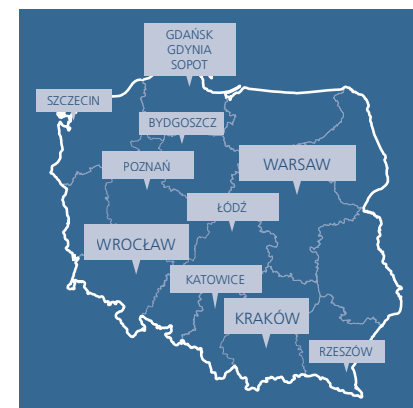 GDAŃSK
GDYNIA
SOPOT
SZCZECIN
BYDGOSZCZ
POZNAŃ
WARSAW
ŁÓDŹ
WROCŁAW
KATOWICE
KRAKÓW
RZESZÓW